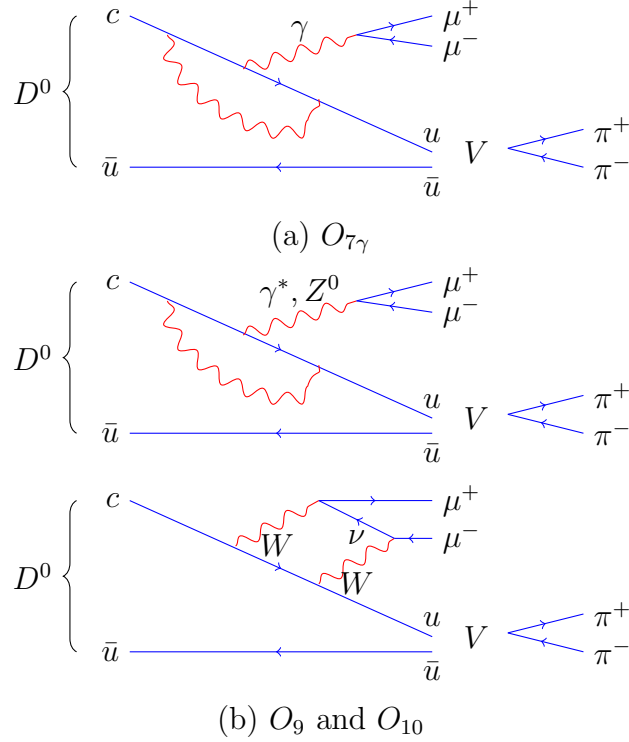 c γ μ⁺
μ⁻
D⁰
u V π⁺
ū ū π⁻
(a) O₇γ
c γ*, Z⁰ μ⁺
μ⁻
D⁰
u V π⁺
ū ū π⁻
c μ⁺
W ν μ⁻
D⁰ W
u V π⁺
ū ū π⁻
(b) O₉ and O₁₀